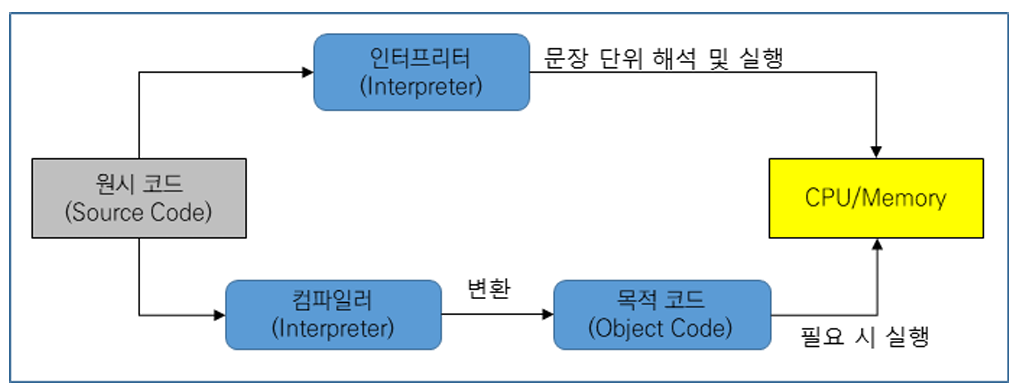 인터프리터
(Interpreter)
문장 단위 해석 및 실행
원시 코드
(Source Code)
CPU/Memory
컴파일러
(Interpreter)
변환
목적 코드
(Object Code)
필요 시 실행